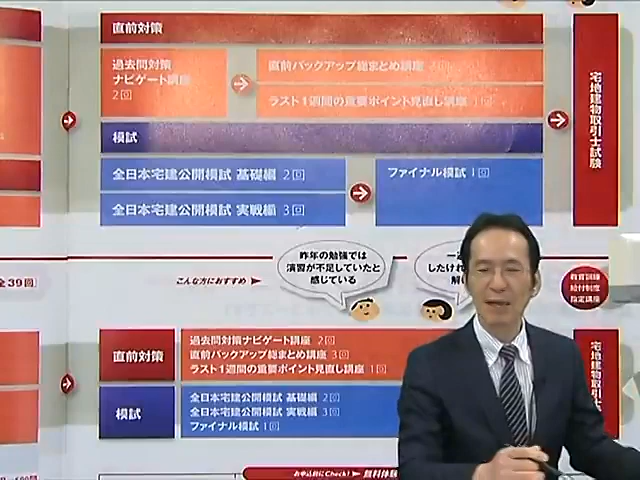 直前対策
過去問対策
ナビゲート講座
2回
直前バックアップ総まとめ講座
ラスト1週間の重要ポイント見直し講座 1回
模試
全日本宅建公開模試 基礎編 2回
全日本宅建公開模試 実戦編 3回
ファイナル模試 1回
宅地建物取引士試験
全39回
こんな方におすすめ
昨年の勉強では
演習が不足していたと
感じている
教育訓練
給付制度
指定講座
直前対策
過去問対策ナビゲート講座 2回
直前バックアップ総まとめ講座 3回
ラスト1週間の重要ポイント見直し講座 1回
模試
全日本宅建公開模試 基礎編 2回
全日本宅建公開模試 実戦編 3回
ファイナル模試 1回
宅地建物取引士
お申込前にCheck!
無料体験